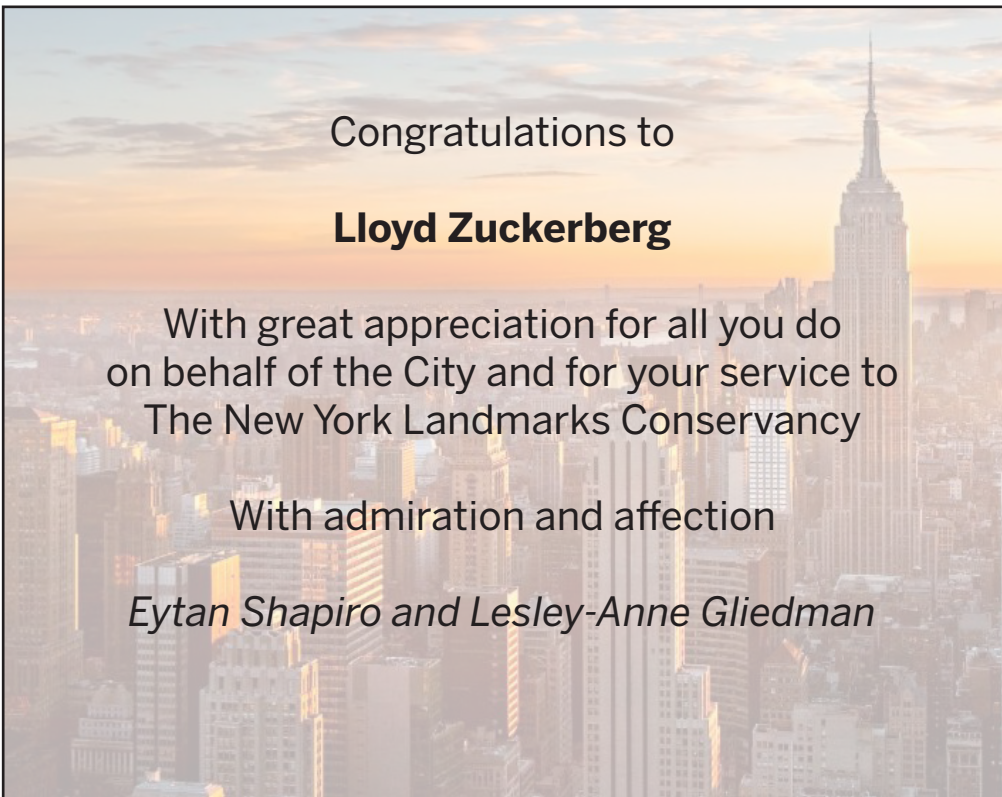 Congratulations to
Lloyd Zuckerberg
With great appreciation for all you do
on behalf of the City and for your service to
The New York Landmarks Conservancy
With admiration and affection
Eytan Shapiro and Lesley-Anne Gliedman